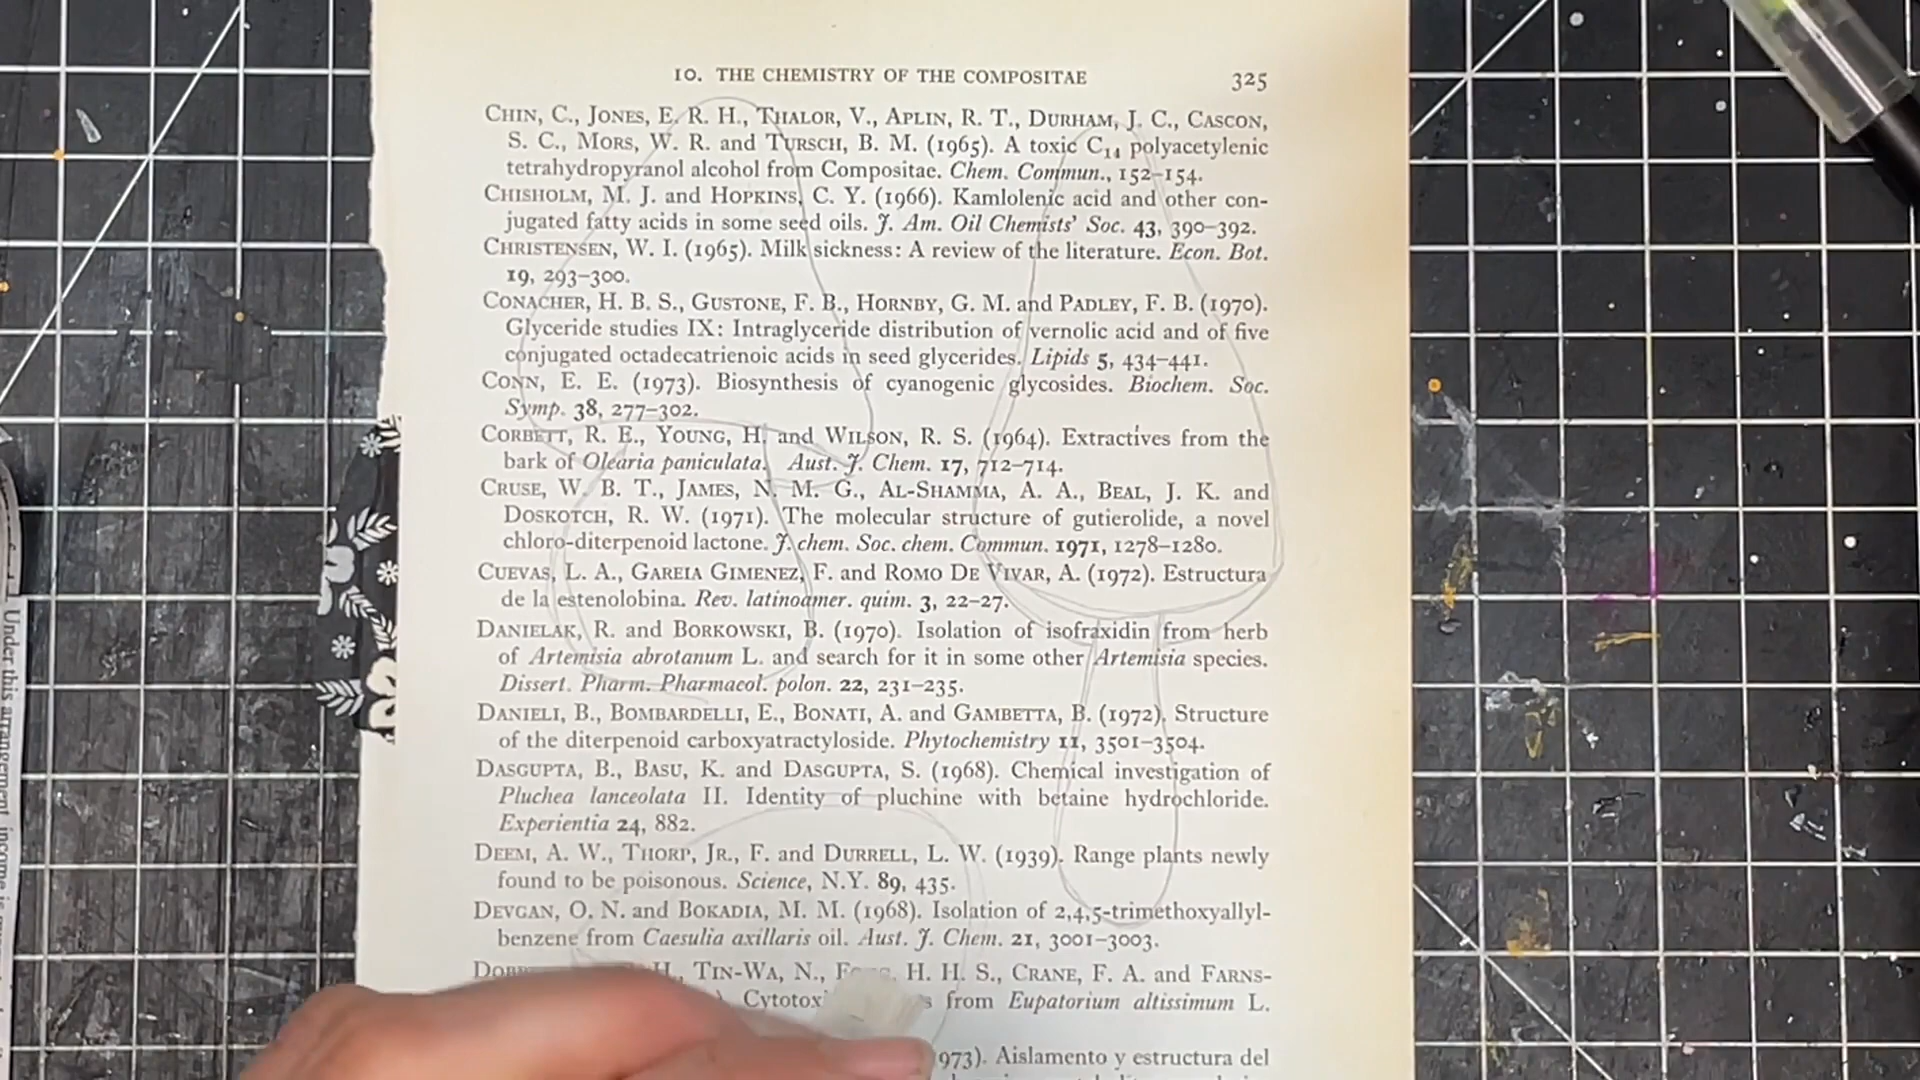 10. THE CHEMISTRY OF THE COMPOSITAE 325
CHIN, C., JONES, E. R. H., THALOR, V., APLIN, R. T., DURHAM, J. C., CASCON,
S. C., MORS, W. R. and TURSCH, B. M. (1965). A toxic C₁₄ polyacetylenic
tetrahydropyranol alcohol from Compositae. Chem. Commun., 152–154.
CHISHOLM, M. J. and HOPKINS, C. Y. (1966). Kamlolenic acid and other con-
jugated fatty acids in some seed oils. J. Am. Oil Chemists' Soc. 43, 390–392.
CHRISTENSEN, W. I. (1965). Milk sickness: A review of the literature. Econ. Bot.
19, 293–300.
CONACHER, H. B. S., GUSTONE, F. B., HORNBY, G. M. and PADLEY, F. B. (1970).
Glyceride studies IX: Intraglyceride distribution of vernolic acid and of five
conjugated octadecatrienoic acids in seed glycerides. Lipids 5, 434–441.
CONN, E. E. (1973). Biosynthesis of cyanogenic glycosides. Biochem. Soc.
Symp. 38, 277–302.
CORBETT, R. E., YOUNG, H. and WILSON, R. S. (1964). Extractives from the
bark of Olearia paniculata. Aust. J. Chem. 17, 712–714.
CRUSE, W. B. T., JAMES, N. M. G., AL-SHAMMA, A. A., BEAL, J. K. and
DOSKOTCH, R. W. (1971). The molecular structure of gutierolide, a novel
chloro-diterpenoid lactone. J. chem. Soc. chem. Commun. 1971, 1278–1280.
CUEVAS, L. A., GAREIA GIMENEZ, F. and ROMO DE VIVAR, A. (1972). Estructura
de la estenolobina. Rev. latinoamer. quim. 3, 22–27.
DANIELAK, R. and BORKOWSKI, B. (1970). Isolation of isofraxidin from herb
of Artemisia abrotanum L. and search for it in some other Artemisia species.
Dissert. Pharm. Pharmacol. polon. 22, 231–235.
DANIELI, B., BOMBARDELLI, E., BONATI, A. and GAMBETTA, B. (1972). Structure
of the diterpenoid carboxyatractyloside. Phytochemistry 11, 3501–3504.
DASGUPTA, B., BASU, K. and DASGUPTA, S. (1968). Chemical investigation of
Pluchea lanceolata II. Identity of pluchine with betaine hydrochloride.
Experientia 24, 882.
DEEM, A. W., THORP, JR., F. and DURRELL, L. W. (1939). Range plants newly
found to be poisonous. Science, N.Y. 89, 435.
DEVGAN, O. N. and BOKADIA, M. M. (1968). Isolation of 2,4,5-trimethoxyallyl-
benzene from Caesulia axillaris oil. Aust. J. Chem. 21, 3001–3003.
H., TIN-WA, N., H. H. S., CRANE, F. A. and FARNS-
from Eupatorium altissimum L.
973). Aislamento y estructura del
Under this arrangement, income is